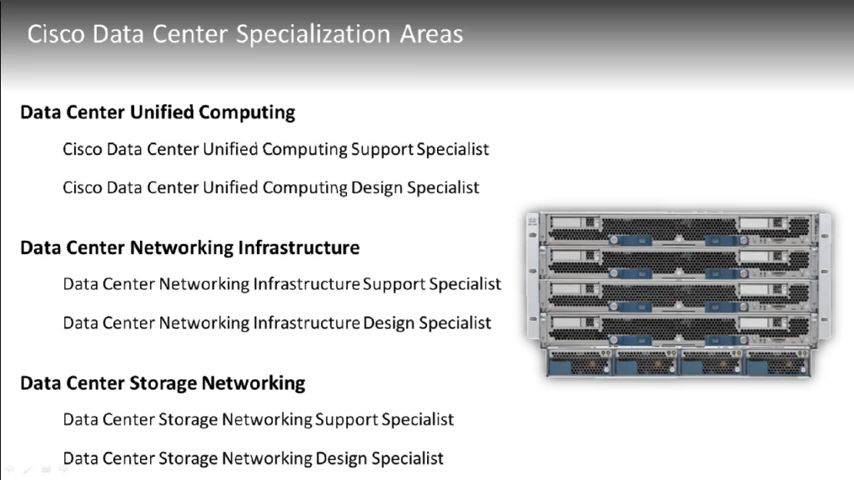 Cisco Data Center Specialization Areas
Data Center Unified Computing
Cisco Data Center Unified Computing Support Specialist
Cisco Data Center Unified Computing Design Specialist
Data Center Networking Infrastructure
Data Center Networking Infrastructure Support Specialist
Data Center Networking Infrastructure Design Specialist
Data Center Storage Networking
Data Center Storage Networking Support Specialist
Data Center Storage Networking Design Specialist